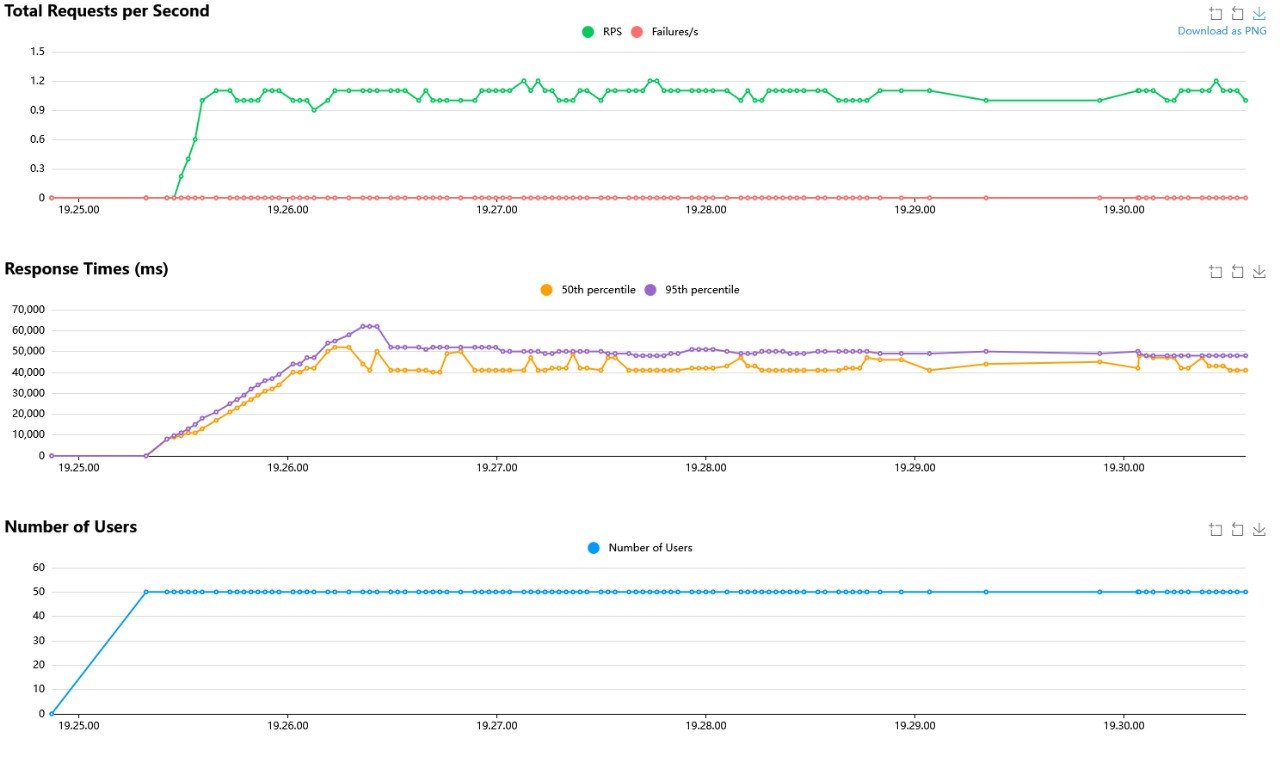 Total Requests per Second
Download as PNG
RPS Failures/s
1.5
1.2
0.9
0.6
0.3
0
19.25.00 19.26.00 19.27.00 19.28.00 19.29.00 19.30.00
Response Times (ms)
50th percentile 95th percentile
70,000
60,000
50,000
40,000
30,000
20,000
10,000
0
19.25.00 19.26.00 19.27.00 19.28.00 19.29.00 19.30.00
Number of Users
Number of Users
60
50
40
30
20
10
0
19.25.00 19.26.00 19.27.00 19.28.00 19.29.00 19.30.00